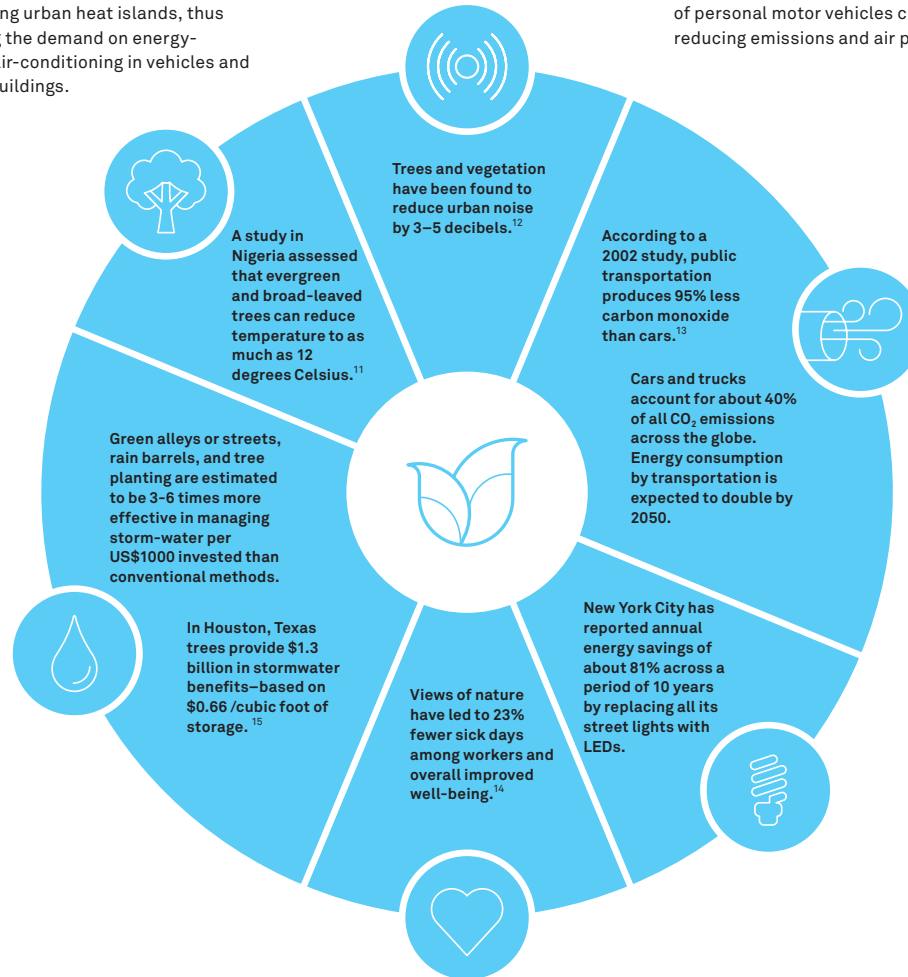 ng urban heat islands, thus
g the demand on energy-
ir-conditioning in vehicles and
uildings.
of personal motor vehicles c
reducing emissions and air p
Trees and vegetation
have been found to
reduce urban noise
by 3–5 decibels.12
A study in
Nigeria assessed
that evergreen
and broad-leaved
trees can reduce
temperature to as
much as 12
degrees Celsius.11
According to a
2002 study, public
transportation
produces 95% less
carbon monoxide
than cars.13
Cars and trucks
account for about 40%
of all CO₂ emissions
across the globe.
Energy consumption
by transportation is
expected to double by
2050.
Green alleys or streets,
rain barrels, and tree
planting are estimated
to be 3-6 times more
effective in managing
storm-water per
US$1000 invested than
conventional methods.
In Houston, Texas
trees provide $1.3
billion in stormwater
benefits–based on
$0.66 /cubic foot of
storage. 15
Views of nature
have led to 23%
fewer sick days
among workers and
overall improved
well-being.14
New York City has
reported annual
energy savings of
about 81% across a
period of 10 years
by replacing all its
street lights with
LEDs.